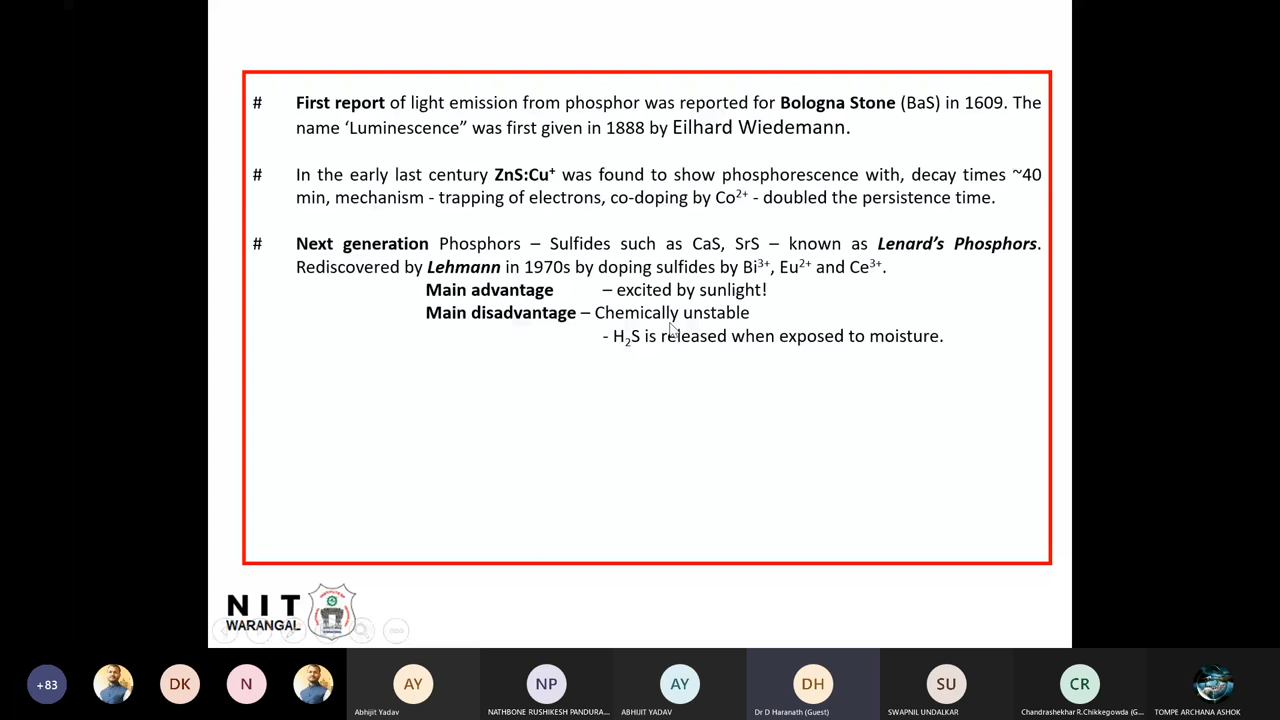 # First report of light emission from phosphor was reported for Bologna Stone (BaS) in 1609. The
name ‘Luminescence” was first given in 1888 by Eilhard Wiedemann.
# In the early last century ZnS:Cu⁺ was found to show phosphorescence with, decay times ~40
min, mechanism - trapping of electrons, co-doping by Co²⁺ - doubled the persistence time.
# Next generation Phosphors – Sulfides such as CaS, SrS – known as Lenard’s Phosphors.
Rediscovered by Lehmann in 1970s by doping sulfides by Bi³⁺, Eu²⁺ and Ce³⁺.
Main advantage – excited by sunlight!
Main disadvantage – Chemically unstable
- H₂S is released when exposed to moisture.
NIT
WARANGAL
+83 DK N AY NP AY DH SU CR
Abhijit Yadav NATHBONE RUSHIKESH PANDURA... ABHIJIT YADAV Dr D Haranath (Guest) SWAPNIL UNDALKAR Chandrashekhar R.Chikkegowda (G... TOMPE ARCHANA ASHOK